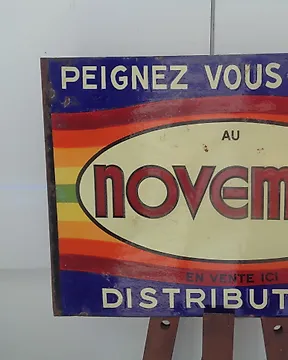 PEIGNEZ VOUS
AU
NOVEM
EN VENTE ICI
DISTRIBUT